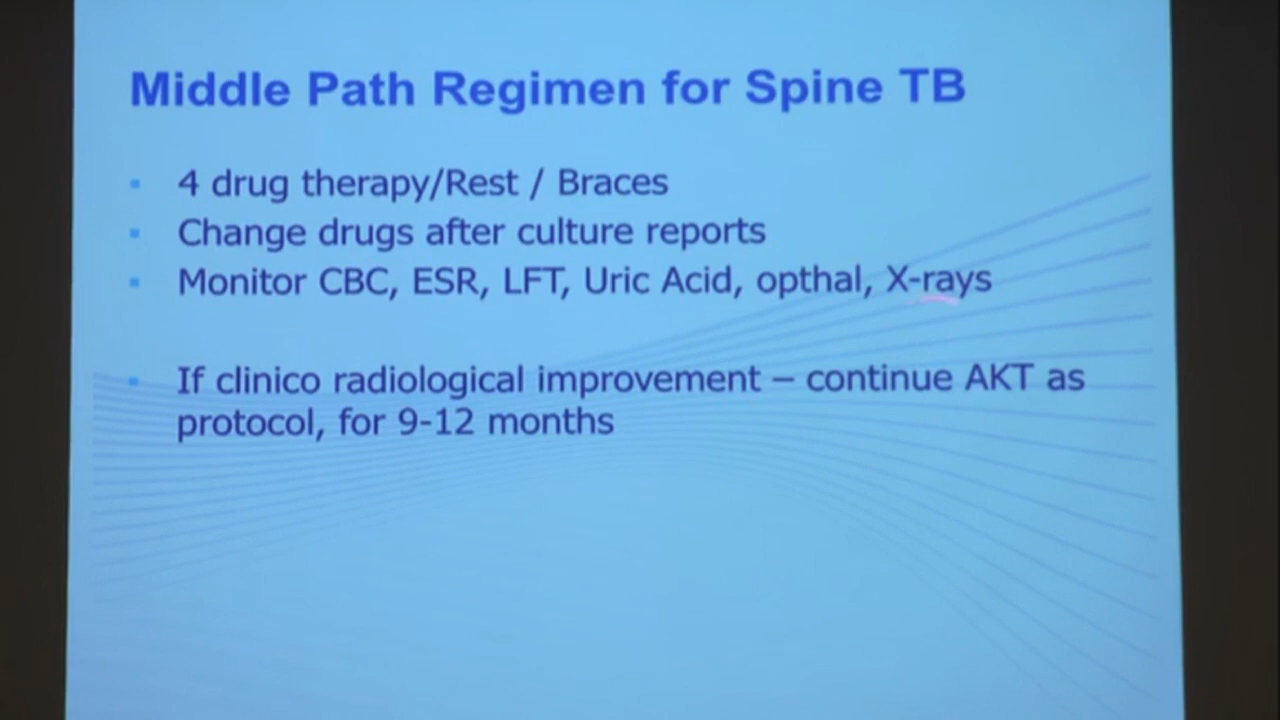 Middle Path Regimen for Spine TB
4 drug therapy/Rest / Braces
Change drugs after culture reports
Monitor CBC, ESR, LFT, Uric Acid, opthal, X-rays
If clinico radiological improvement – continue AKT as
protocol, for 9-12 months